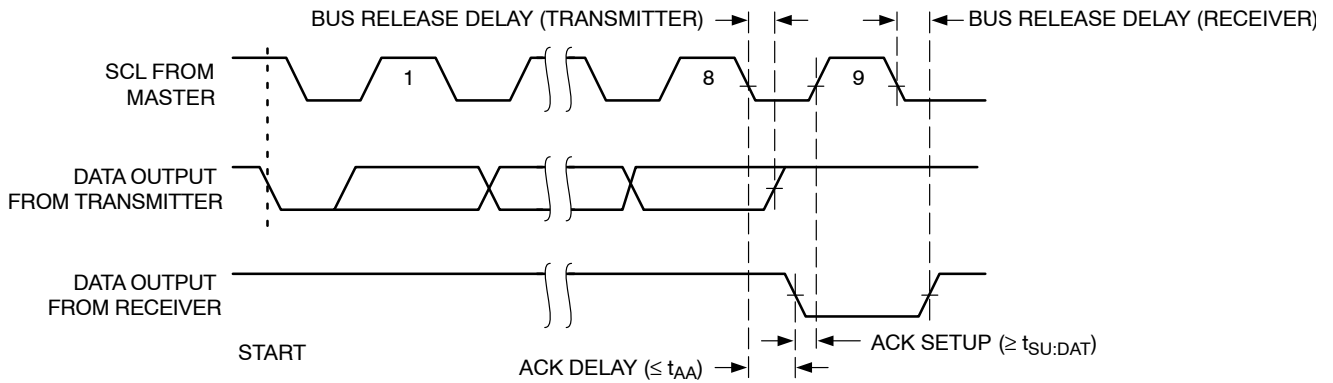 BUS RELEASE DELAY (TRANSMITTER)
BUS RELEASE DELAY (RECEIVER)
SCL FROM
MASTER
1
8
9
DATA OUTPUT
FROM TRANSMITTER
DATA OUTPUT
FROM RECEIVER
START
ACK SETUP (≥ tSU:DAT)
ACK DELAY (≤ tAA)